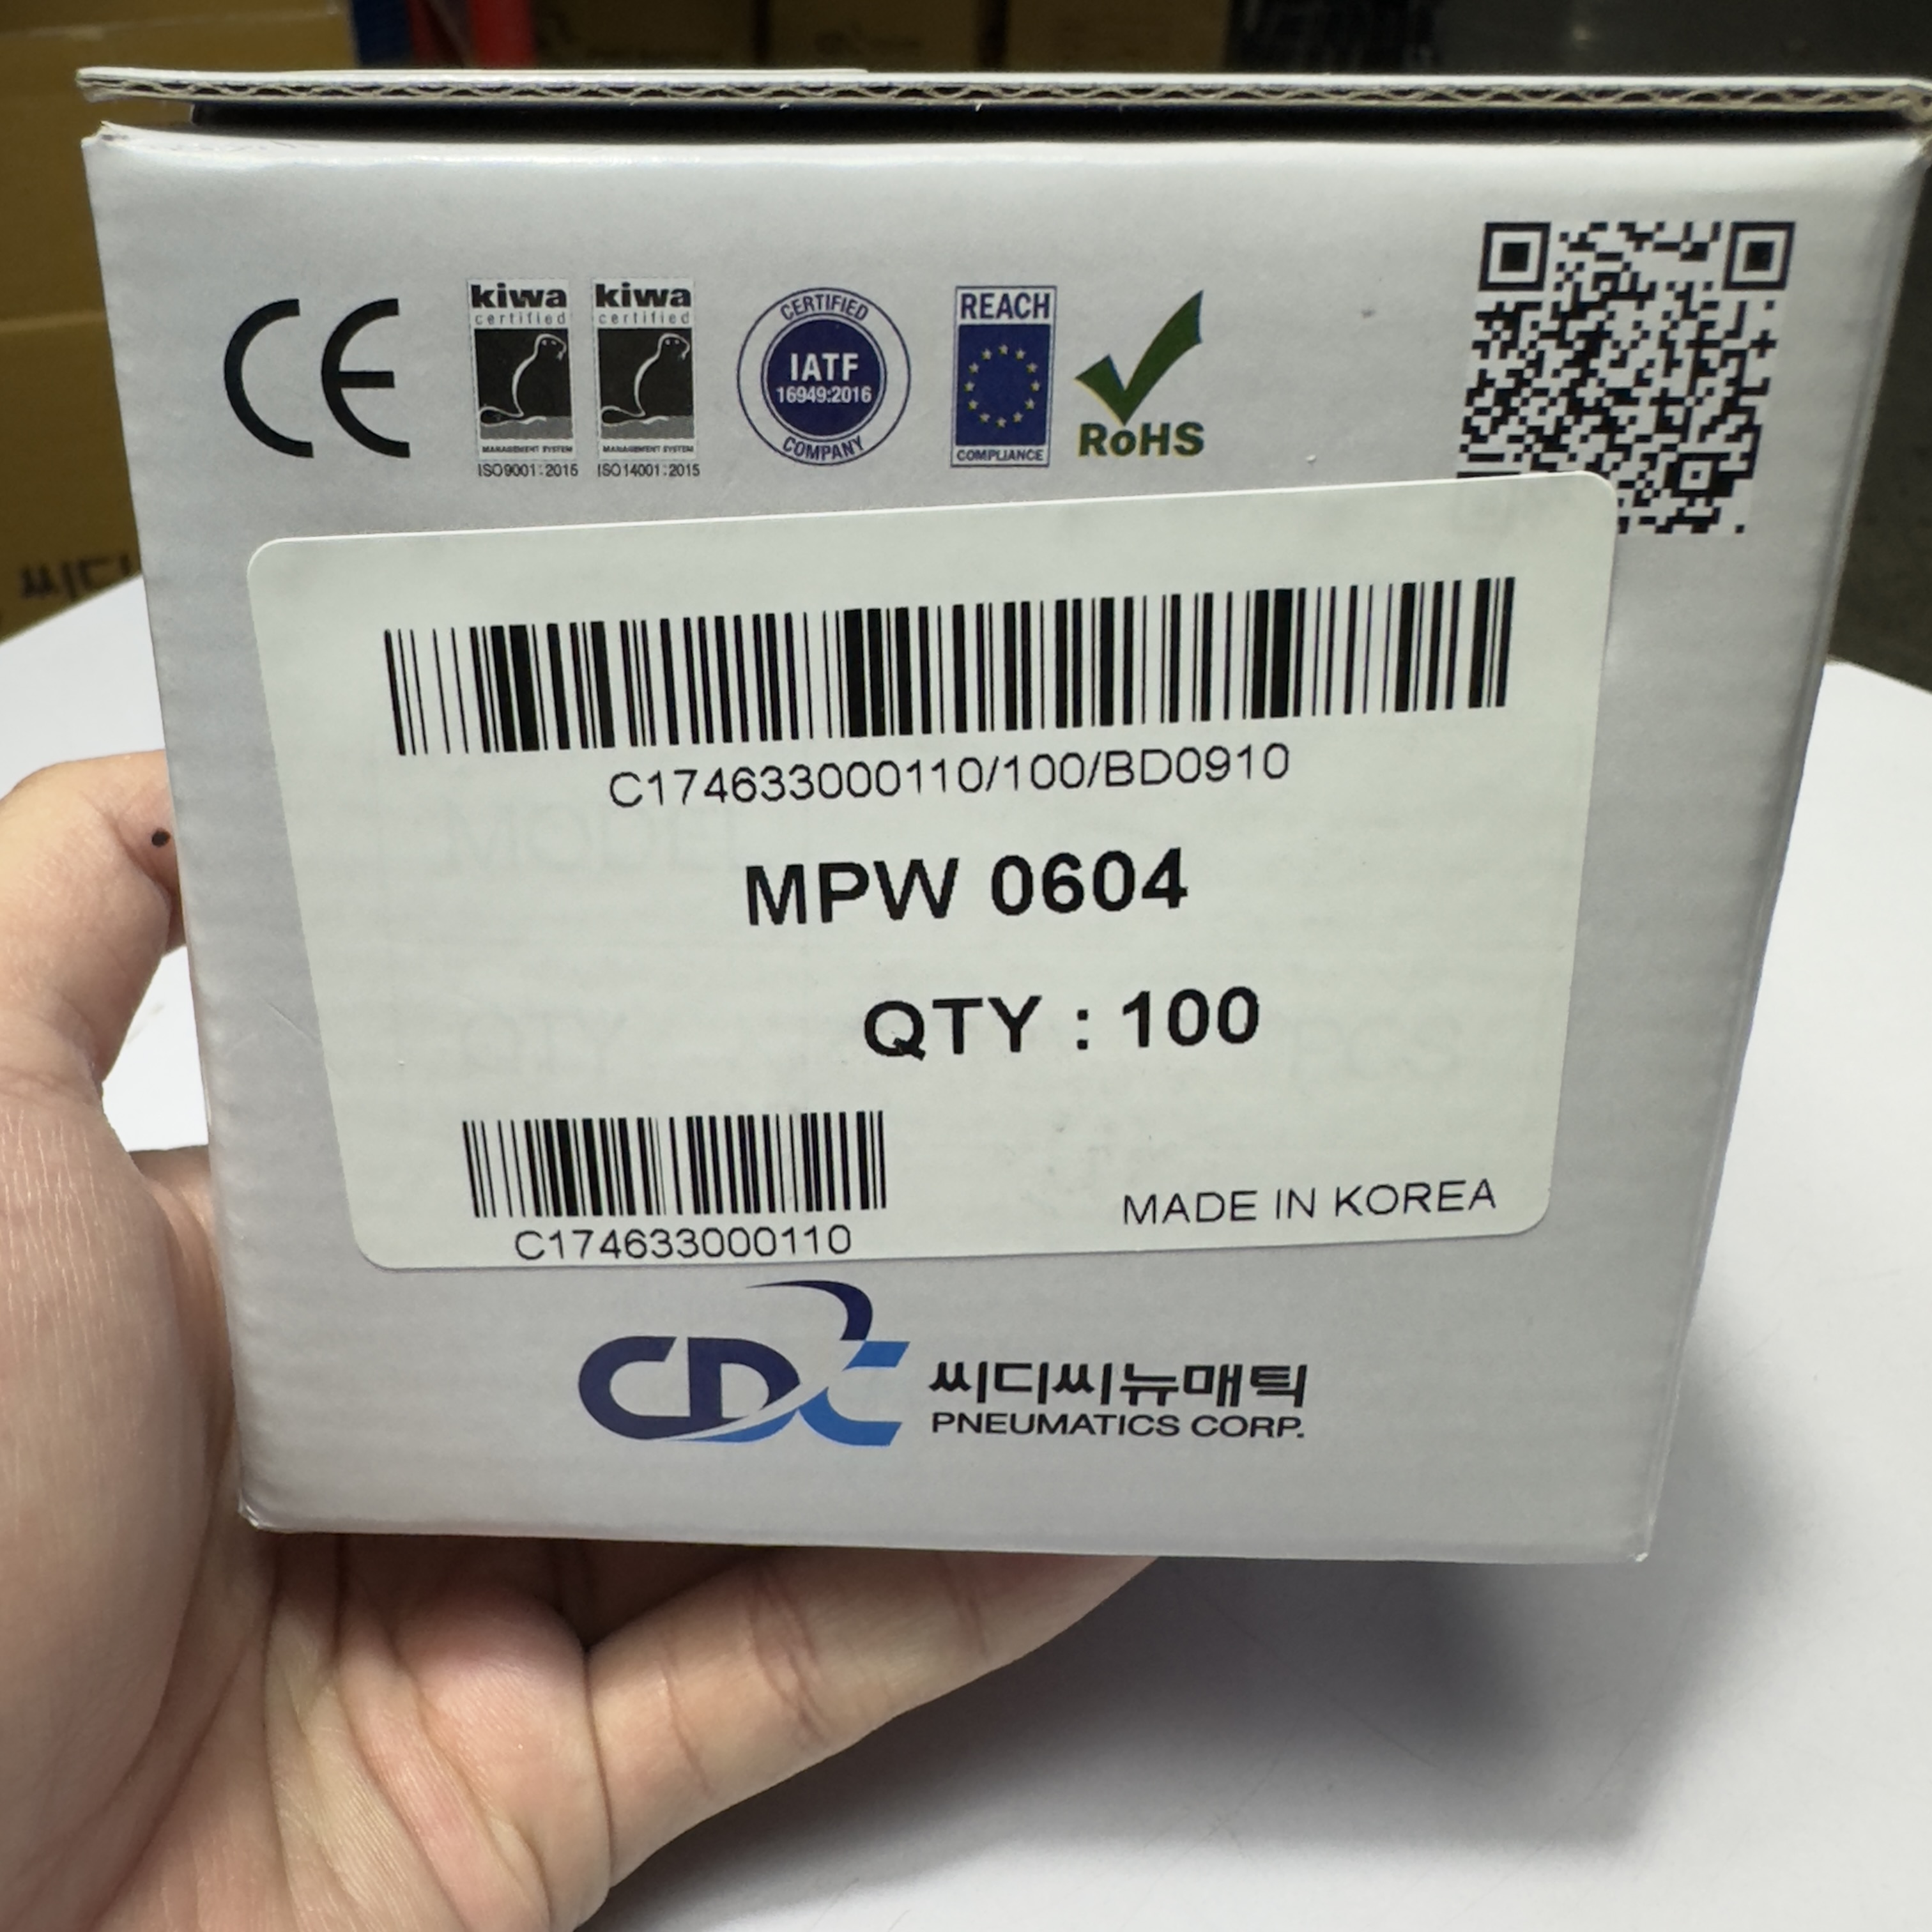 kiwa
certified
MANAGEMENT SYSTEM
ISO9001:2015
kiwa
certified
MANAGEMENT SYSTEM
ISO14001:2015
CERTIFIED
IATF
16949:2016
COMPANY
REACH
COMPLIANCE
RoHS
C174633000110/100/BD0910
MPW 0604
QTY : 100
C174633000110
MADE IN KOREA
CDC
씨디씨뉴매틱
PNEUMATICS CORP.
씨디